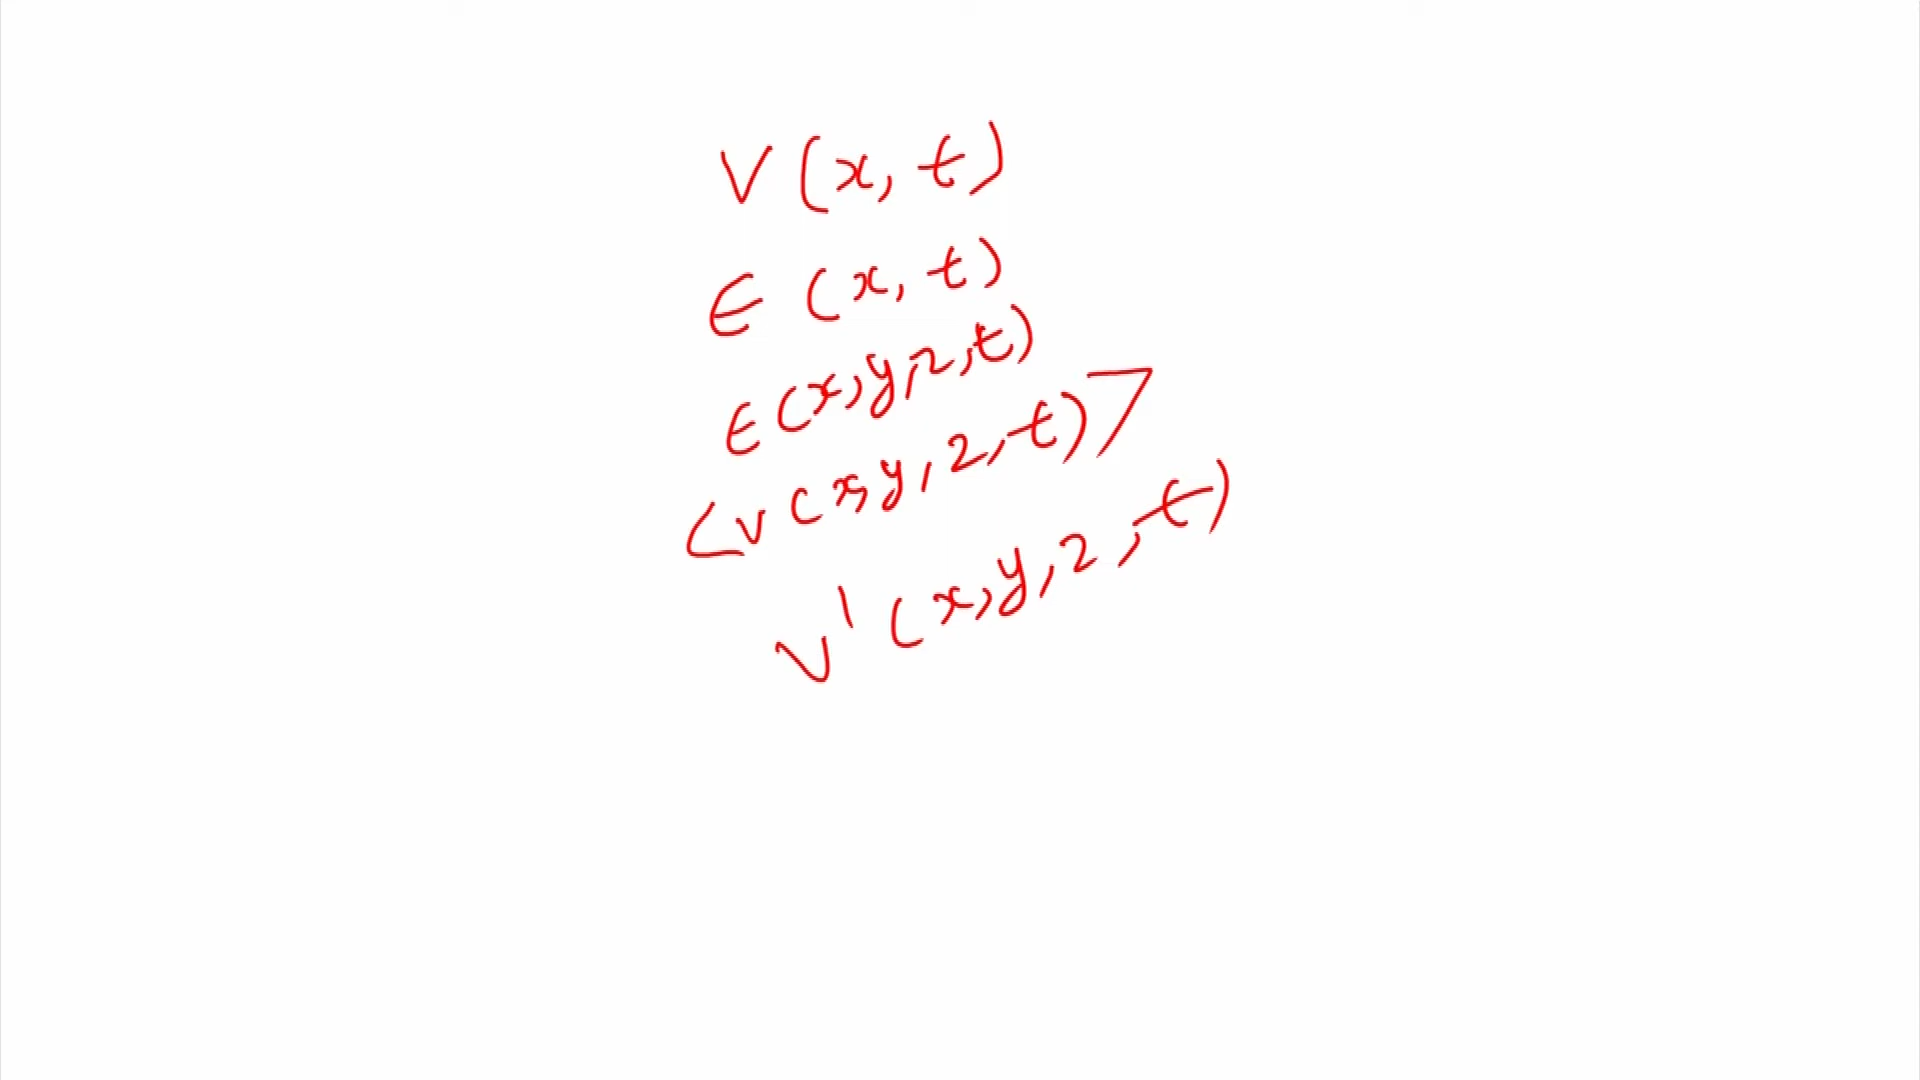 V (x, t)
E (x, t)
E (x, y, z, t)
<v (x, y, z, t)>
v' (x, y, z, t)